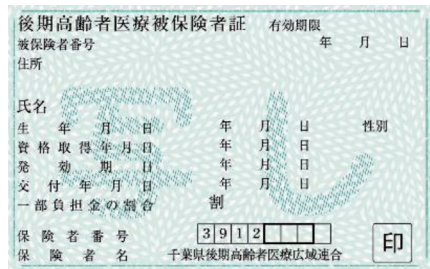 後期高齢者医療被保険者証 有効期限
被保険者番号 年 月 日
住所
氏名
生年月日 年 月 日 性別
資格取得年月日 年 月 日
発効期日 年 月 日
交付年月日 年 月 日
一部負担金の割合 割
保険者番号 3912
保険者名 千葉県後期高齢者医療広域連合 印
写し